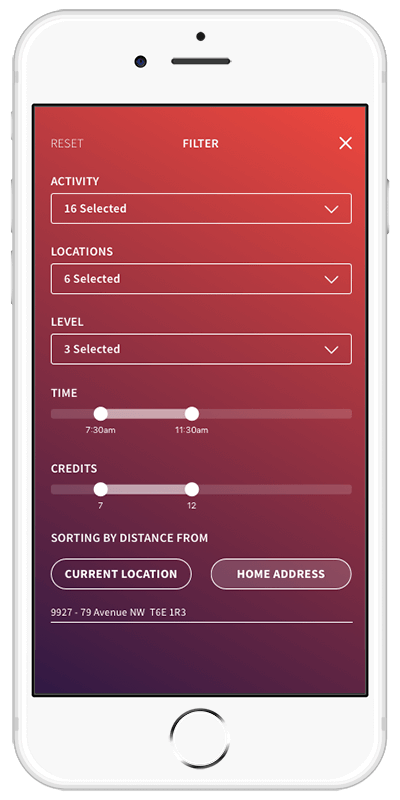 RESET FILTER
ACTIVITY
16 Selected
LOCATIONS
6 Selected
LEVEL
3 Selected
TIME
7:30am 11:30am
CREDITS
7 12
SORTING BY DISTANCE FROM
CURRENT LOCATION HOME ADDRESS
9927 - 79 Avenue NW T6E 1R3